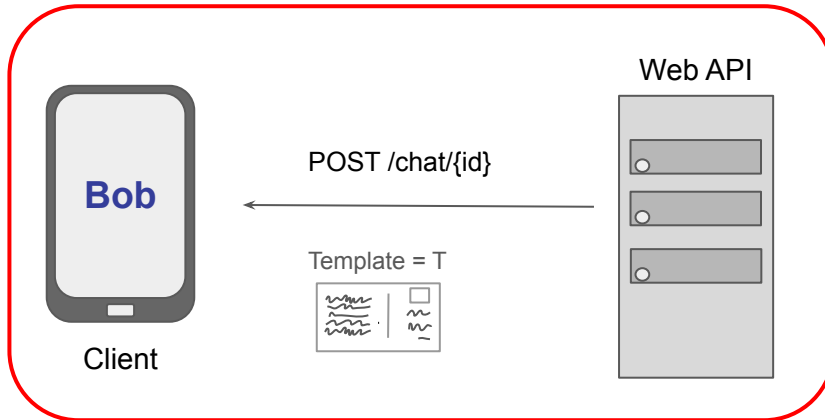 Web API
POST /chat/{id}
Bob
Template = T
Client